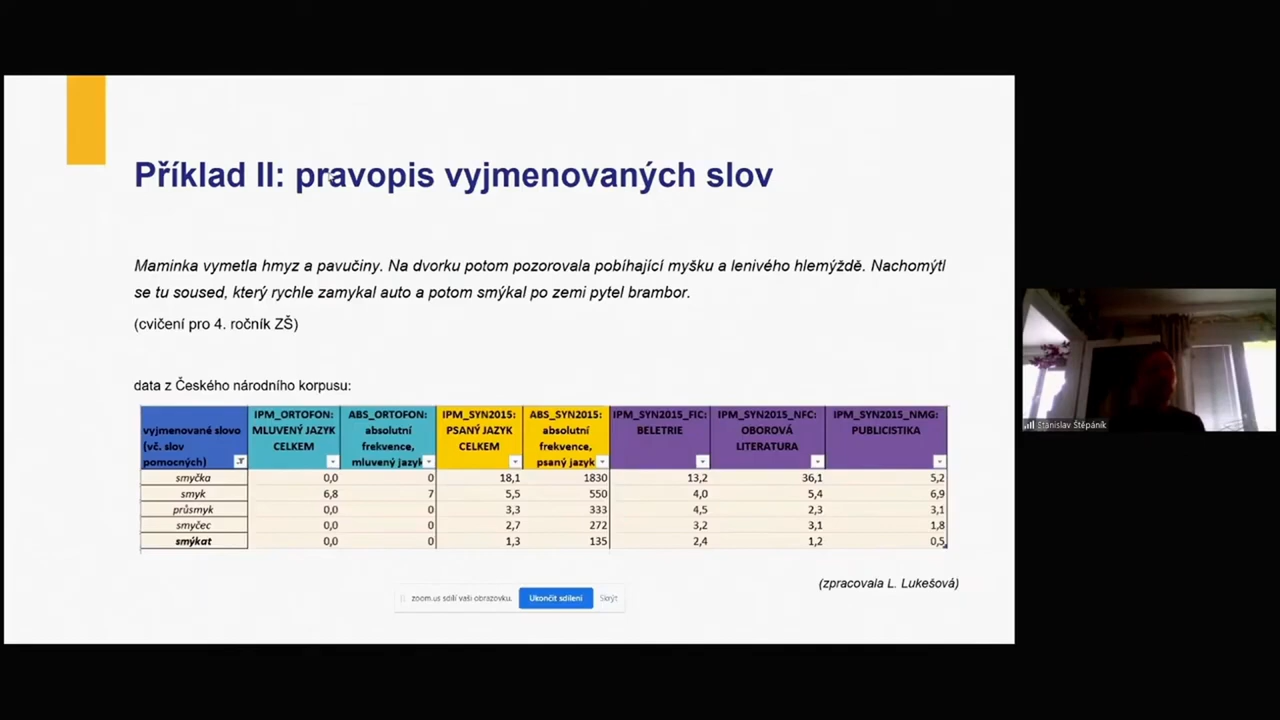 Příklad II: pravopis vyjmenovaných slov
Maminka vymetla hmyz a pavučiny. Na dvorku potom pozorovala pobíhající myšku a lenivého hlemýždě. Nachomýtl
se tu soused, který rychle zamykal auto a potom smýkal po zemi pytel brambor.
(cvičení pro 4. ročník ZŠ)
data z Českého národního korpusu:
vyjmenované slovo (vč. slov pomocných) IPM_ORTOFON: MLUVENÝ JAZYK CELKEM ABS_ORTOFON: absolutní frekvence, mluvený jazyk IPM_SYN2015: PSANÝ JAZYK CELKEM ABS_SYN2015: absolutní frekvence, psaný jazyk IPM_SYN2015_FIC: BELETRIE IPM_SYN2015_NFC: OBOROVÁ LITERATURA IPM_SYN2015_NMG: PUBLICISTIKA
smyčka 0,0 0 18,1 1830 13,2 36,1 5,2
smyk 6,8 7 5,5 550 4,0 5,4 6,9
průsmyk 0,0 0 3,3 333 4,5 2,3 3,1
smyčec 0,0 0 2,7 272 3,2 3,1 1,8
smýkat 0,0 0 1,3 135 2,4 1,2 0,5
(zpracovala L. Lukešová)
zoom.us sdílí vaši obrazovku. Ukončit sdílení Skrýt
Stanislav Štěpáník